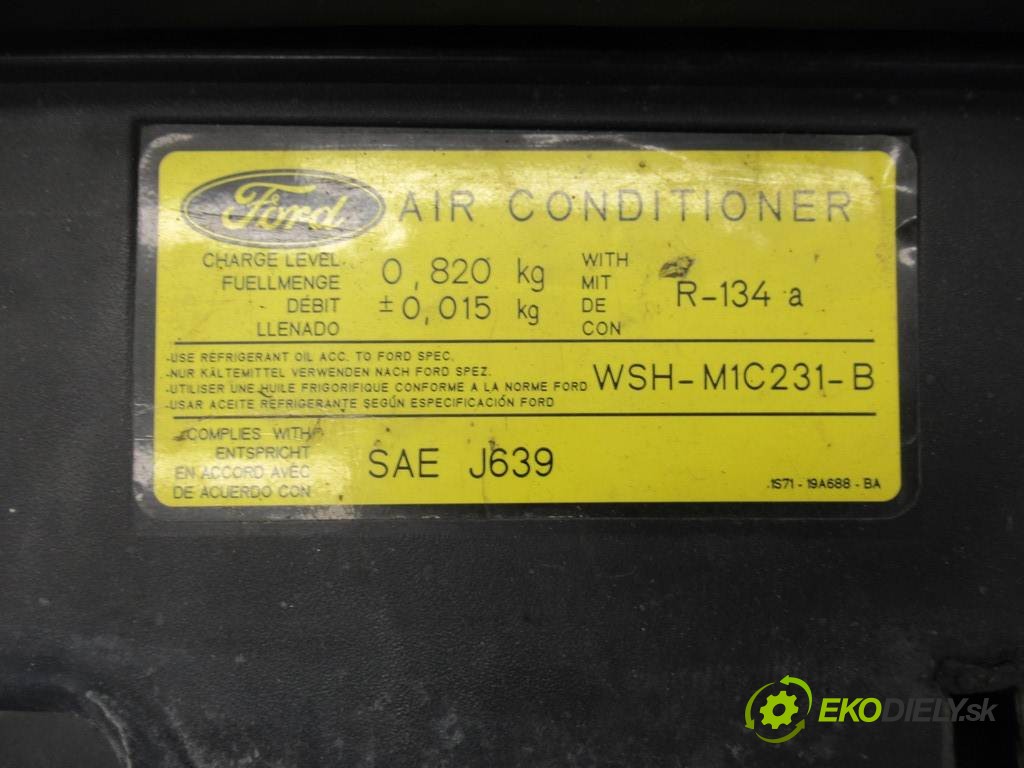 Ford AIR CONDITIONER
CHARGE LEVEL
FUELLMENGE
DÉBIT
LLENADO
0,820 kg
±0,015 kg
WITH
MIT
DE
CON
R-134 a
-USE REFRIGERANT OIL ACC. TO FORD SPEC.
-NUR KÄLTEMITTEL VERWENDEN NACH FORD SPEZ.
-UTILISER UNE HUILE FRIGORIFIQUE CONFORME A LA NORME FORD
-USAR ACEITE REFRIGERANTE SEGÚN ESPECIFICACIÓN FORD
WSH-M1C231-B
COMPLIES WITH
ENTSPRICHT
EN ACCORD AVEC
DE ACUERDO CON
SAE J639
1S71-19A688-BA
EKODIELY.sk